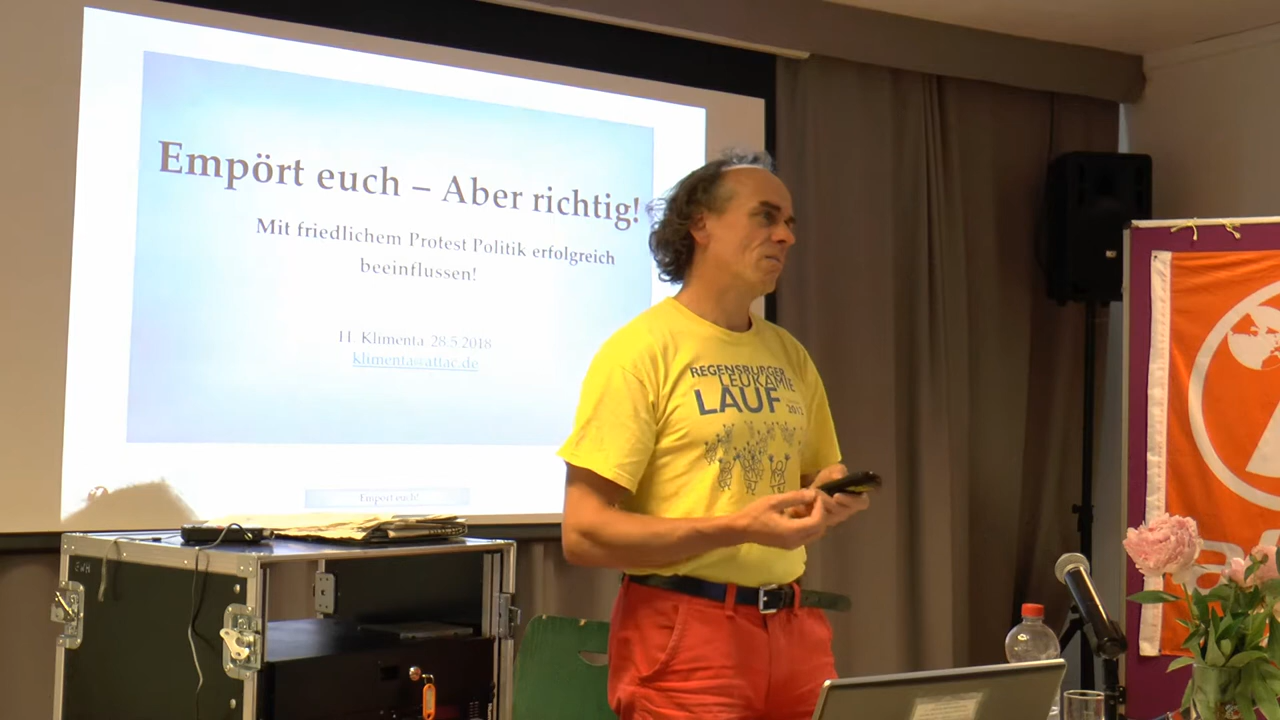 Empört euch – Aber richtig!
Mit friedlichem Protest Politik erfolgreich
beeinflussen!
H. Klimenta 28.5.2018
klimenta@attac.de
Empört euch!
REGENSBURGER
LEUKÄMIE
LAUF
2012